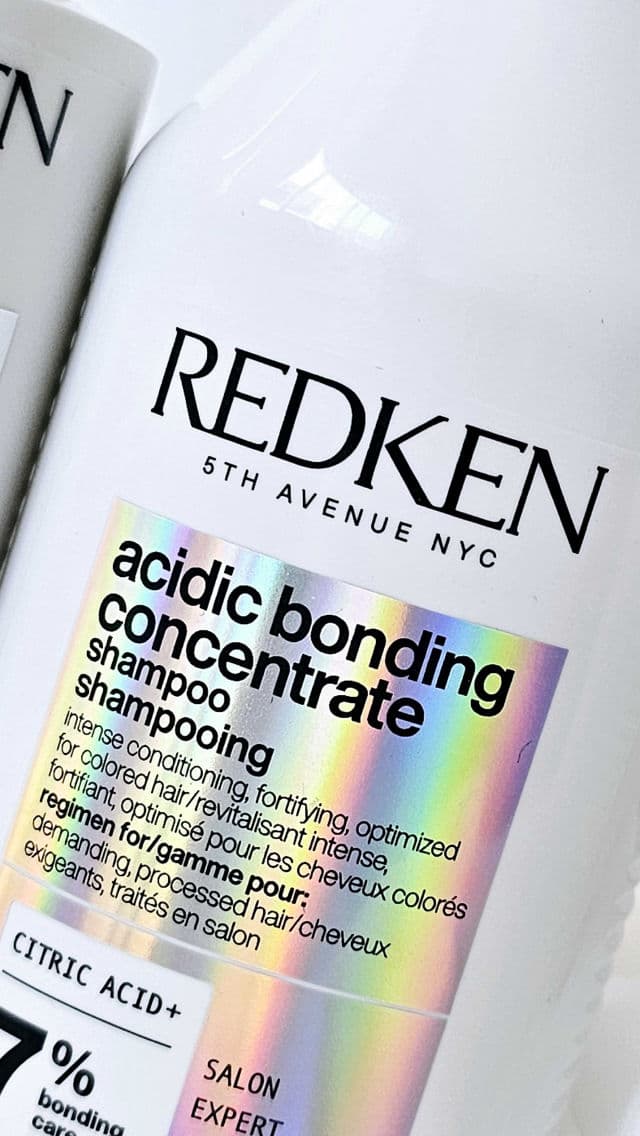 REDKEN
5TH AVENUE NYC
acidic bonding
concentrate
shampoo
shampooing
intense conditioning, fortifying, optimized
for colored hair/revitalisant intense,
fortifiant, optimisé pour les cheveux colorés
regimen for/gamme pour:
demanding, processed hair/cheveux
exigeants, traités en salon
CITRIC ACID+
7%
bonding
care
SALON
EXPERT